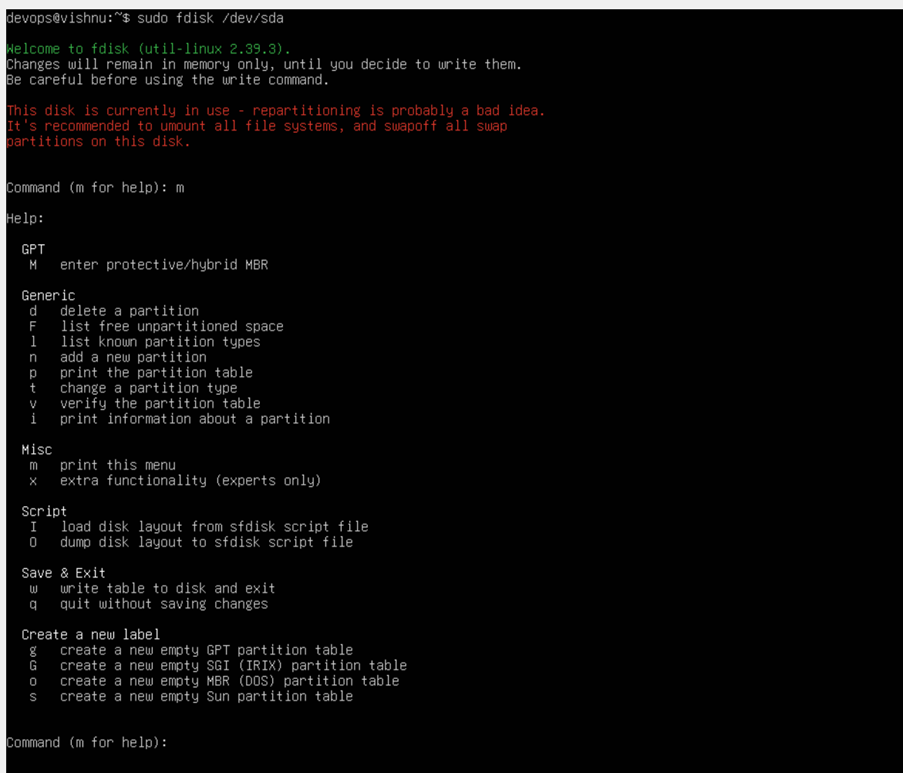 devops@vishnu:~$ sudo fdisk /dev/sda
Welcome to fdisk (util-linux 2.39.3).
Changes will remain in memory only, until you decide to write them.
Be careful before using the write command.
This disk is currently in use - repartitioning is probably a bad idea.
It's recommended to umount all file systems, and swapoff all swap
partitions on this disk.
Command (m for help): m
Help:
GPT
M   enter protective/hybrid MBR
Generic
d   delete a partition
F   list free unpartitioned space
l   list known partition types
n   add a new partition
p   print the partition table
t   change a partition type
v   verify the partition table
i   print information about a partition
Misc
m   print this menu
x   extra functionality (experts only)
Script
I   load disk layout from sfdisk script file
O   dump disk layout to sfdisk script file
Save & Exit
w   write table to disk and exit
q   quit without saving changes
Create a new label
g   create a new empty GPT partition table
G   create a new empty SGI (IRIX) partition table
o   create a new empty MBR (DOS) partition table
s   create a new empty Sun partition table
Command (m for help):